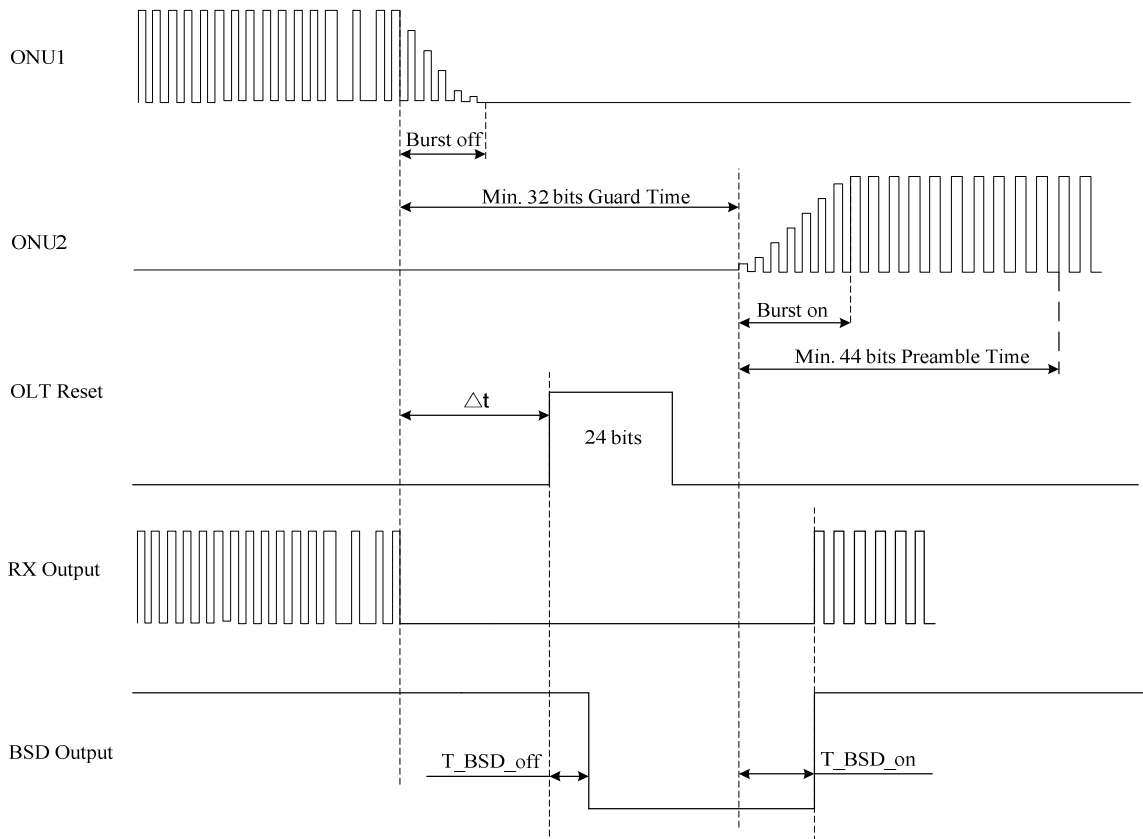 ONU1
Burst off
Min. 32 bits Guard Time
ONU2
Burst on
Min. 44 bits Preamble Time
OLT Reset
△t
24 bits
RX Output
BSD Output
T_BSD_off
T_BSD_on